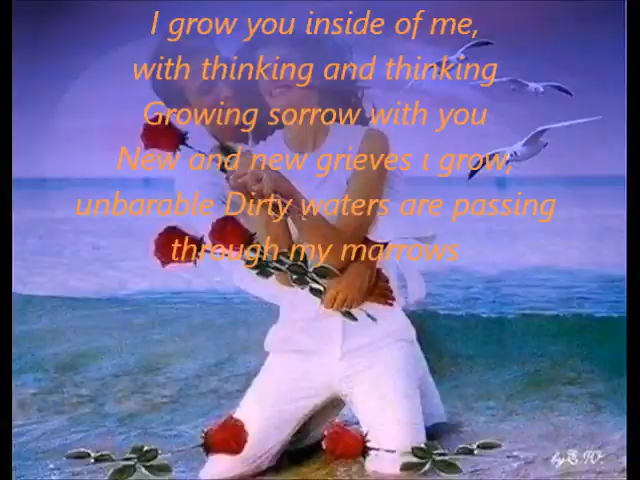 I grow you inside of me,
with thinking and thinking
Growing sorrow with you
New and new grieves ı grow,
unbarable Dirty waters are passing
through my marrows